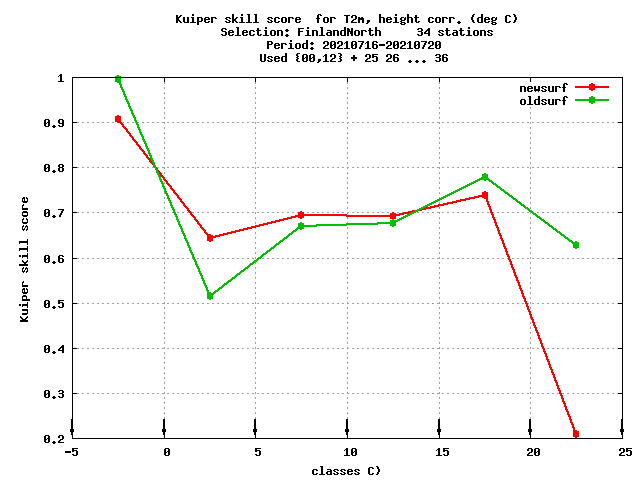 Kuiper skill score  for T2m, height corr. (deg C)
Selection: FinlandNorth     34 stations
Period: 20210716-20210720
Used {00,12} + 25 26 ... 36
newsurf
oldsurf
1
0.9
0.8
0.7
0.6
0.5
0.4
0.3
0.2
Kuiper skill score
-5 0 5 10 15 20 25
classes C)